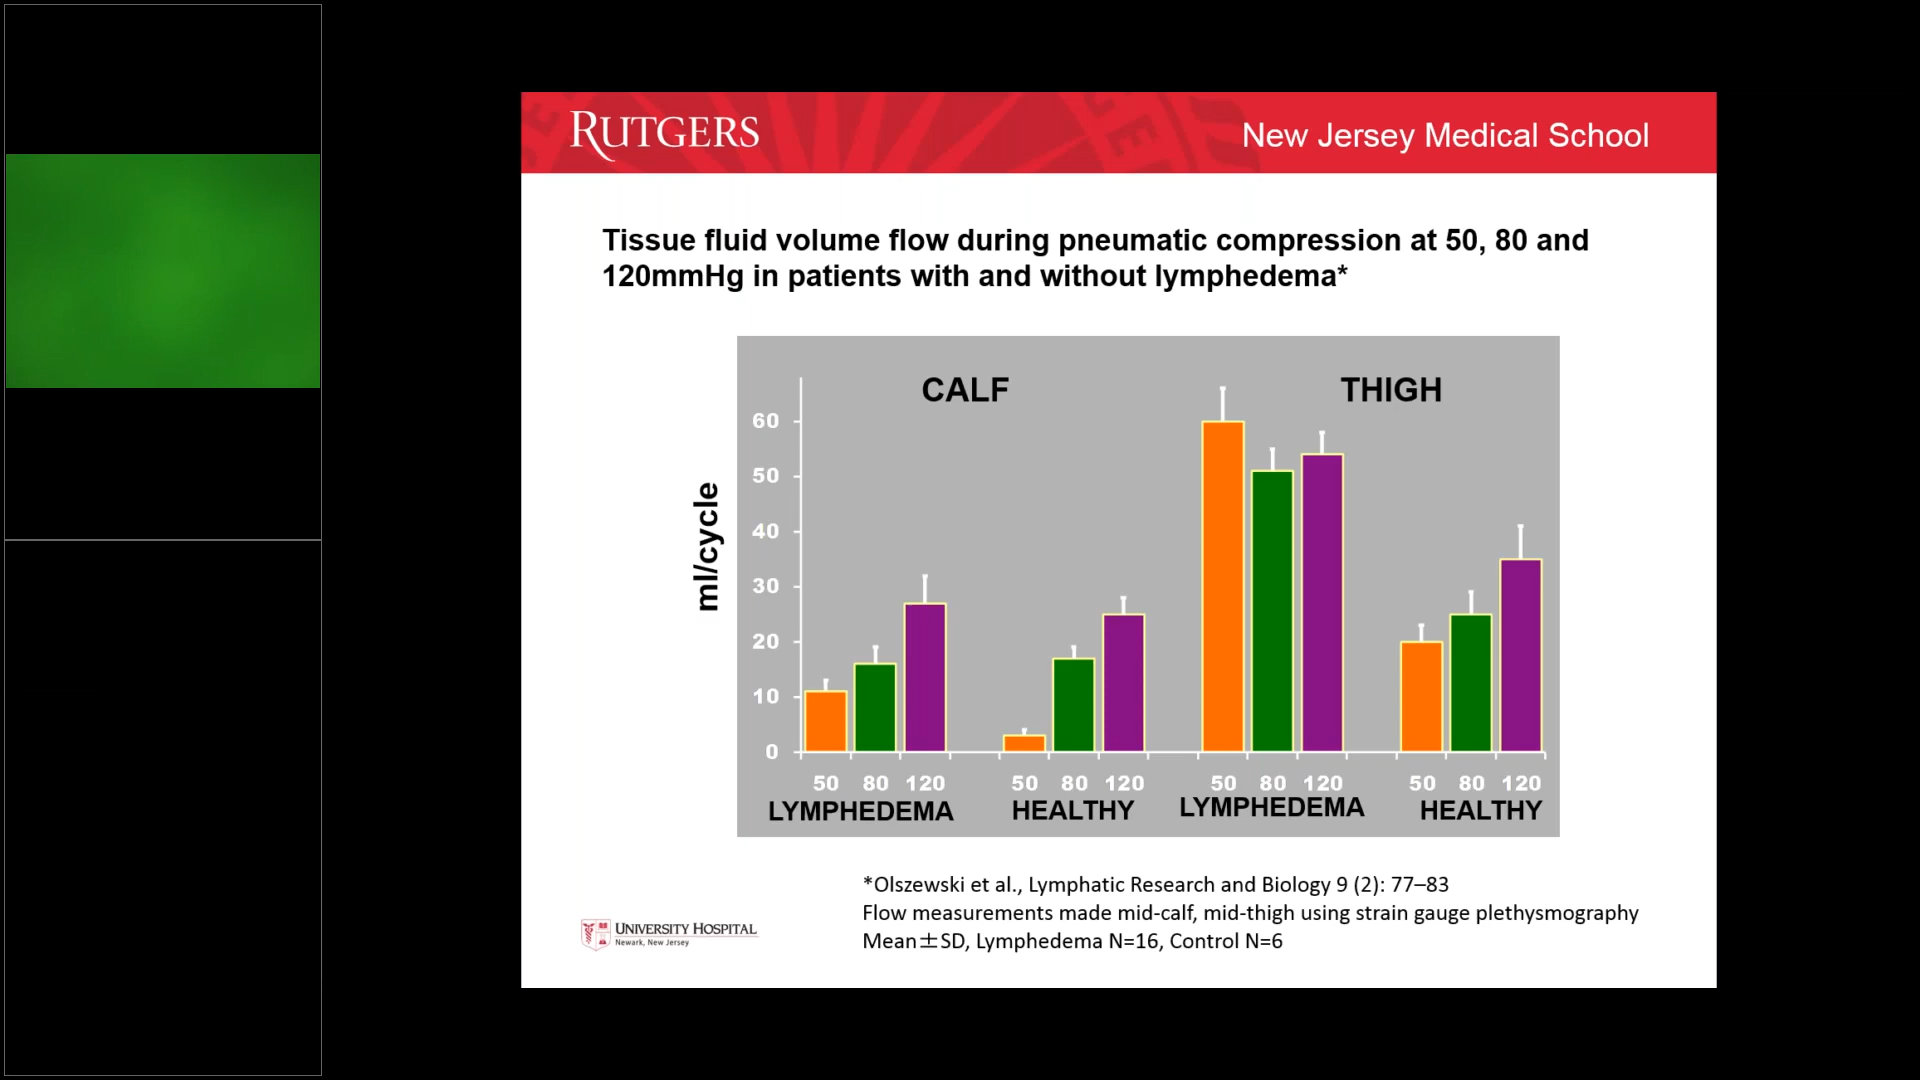 RUTGERS
New Jersey Medical School
Tissue fluid volume flow during pneumatic compression at 50, 80 and
120mmHg in patients with and without lymphedema*
CALF
THIGH
ml/cycle
60
50
40
30
20
10
0
50 80 120 50 80 120 50 80 120 50 80 120
LYMPHEDEMA HEALTHY LYMPHEDEMA HEALTHY
*Olszewski et al., Lymphatic Research and Biology 9 (2): 77–83
Flow measurements made mid-calf, mid-thigh using strain gauge plethysmography
Mean±SD, Lymphedema N=16, Control N=6
UNIVERSITY HOSPITAL
Newark, New Jersey